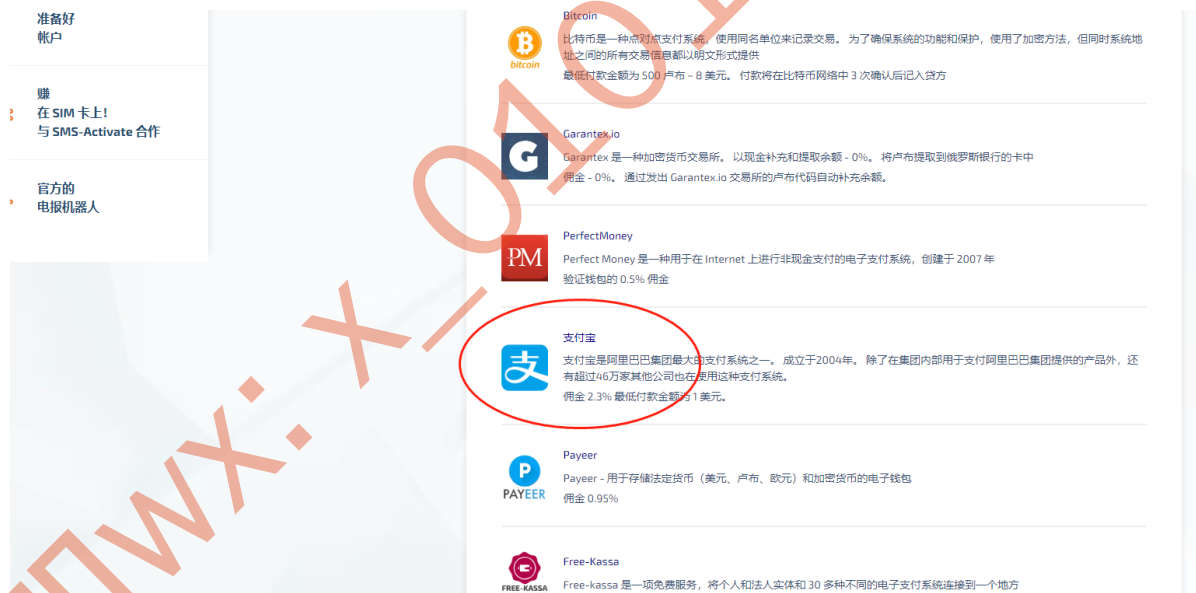 准备好
帐户
赚
在 SIM 卡上！
与 SMS-Activate 合作
官方的
电报机器人
Bitcoin
bitcoin
比特币是一种点对点支付系统，使用同名单位来记录交易。 为了确保系统的功能和保护，使用了加密方法，但同时系统地
址之间的所有交易信息都以明文形式提供
最低付款金额为 500 卢布 ~ 8 美元。 付款将在比特币网络中 3 次确认后记入贷方
Garantex.io
G
Garantex 是一种加密货币交易所。 以现金补充和提取余额 - 0%。 将卢布提取到俄罗斯银行的卡中
佣金 - 0%。 通过发出 Garantex.io 交易所的卢布代码自动补充余额。
PerfectMoney
PM
Perfect Money 是一种用于在 Internet 上进行非现金支付的电子支付系统，创建于 2007 年
验证钱包的 0.5% 佣金
支付宝
支
支付宝是阿里巴巴集团最大的支付系统之一。 成立于2004年。 除了在集团内部用于支付阿里巴巴集团提供的产品外，还
有超过46万家其他公司也在使用这种支付系统。
佣金 2.3% 最低付款金额为 1 美元。
Payeer
P
PAYEER
Payeer - 用于存储法定货币（美元、卢布、欧元）和加密货币的电子钱包
佣金 0.95%
Free-Kassa
FREE-KASSA
Free-kassa 是一项免费服务，将个人和法人实体和 30 多种不同的电子支付系统连接到一个地方
wx: x_0101